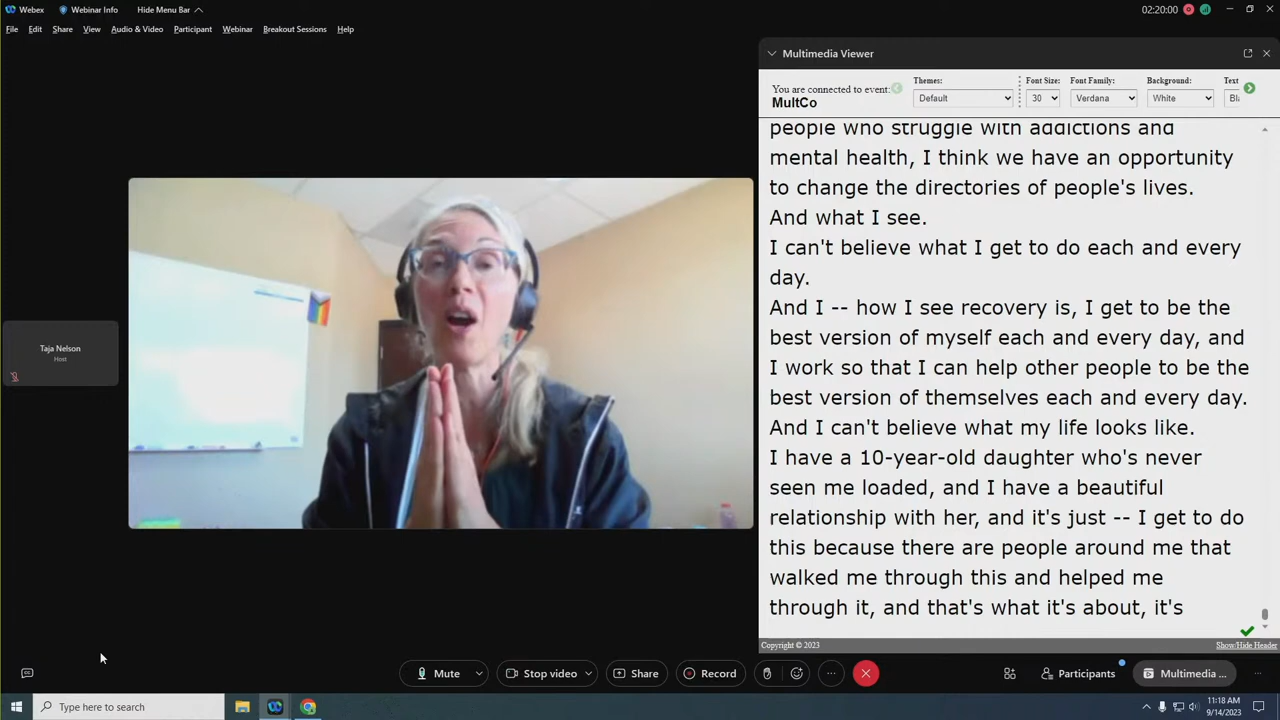 Webex
Webinar Info
Hide Menu Bar
02:20:00
File
Edit
Share
View
Audio & Video
Participant
Webinar
Breakout Sessions
Help
Taja Nelson
Host
Multimedia Viewer
You are connected to event:
MultCo
Themes:
Default
Font Size:
30
Font Family:
Verdana
Background:
White
Text
people who struggle with addictions and
mental health, I think we have an opportunity
to change the directories of people's lives.
And what I see.
I can't believe what I get to do each and every
day.
And I -- how I see recovery is, I get to be the
best version of myself each and every day, and
I work so that I can help other people to be the
best version of themselves each and every day.
And I can't believe what my life looks like.
I have a 10-year-old daughter who's never
seen me loaded, and I have a beautiful
relationship with her, and it's just -- I get to do
this because there are people around me that
walked me through this and helped me
through it, and that's what it's about, it's
Copyright © 2023
Show/Hide Header
Mute
Stop video
Share
Record
Participants
Multimedia ...
Type here to search
11:18 AM
9/14/2023